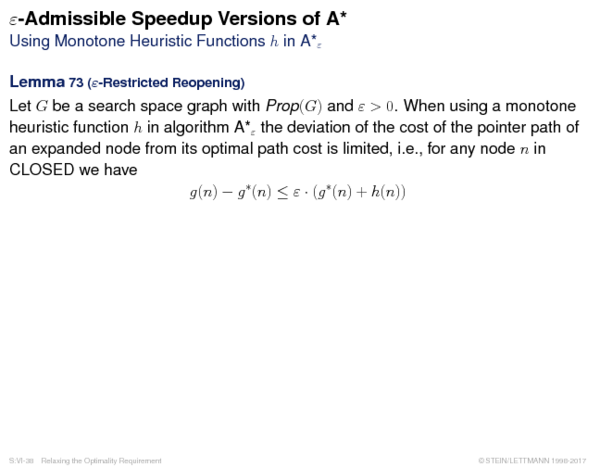 ε-Admissible Speedup Versions of A*
Using Monotone Heuristic Functions h in A*ε
Lemma 73 (ε-Restricted Reopening)
Let G be a search space graph with Prop(G) and ε > 0. When using a monotone
heuristic function h in algorithm A*ε the deviation of the cost of the pointer path of
an expanded node from its optimal path cost is limited, i.e., for any node n in
CLOSED we have
g(n) − g*(n) ≤ ε · (g*(n) + h(n))
S:VI-38 Relaxing the Optimality Requirement
© STEIN/LETTMANN 1998-2017